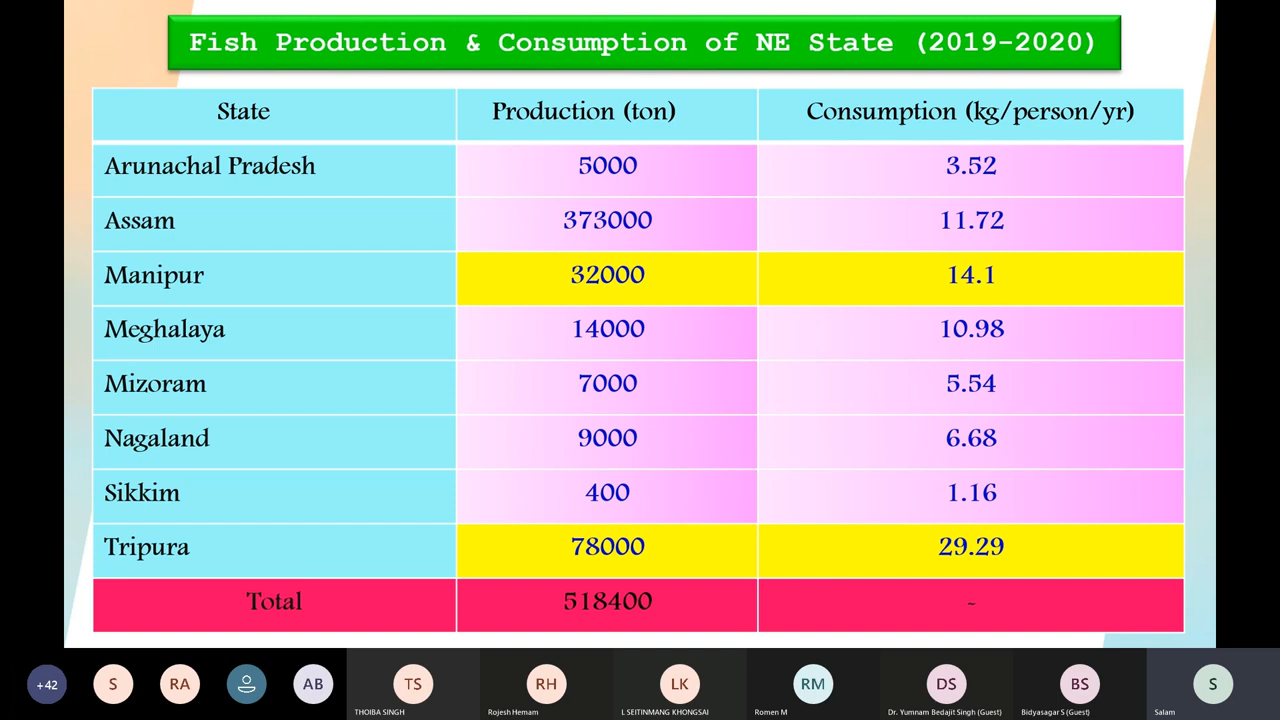 Fish Production & Consumption of NE State (2019-2020)
State Production (ton) Consumption (kg/person/yr)
Arunachal Pradesh 5000 3.52
Assam 373000 11.72
Manipur 32000 14.1
Meghalaya 14000 10.98
Mizoram 7000 5.54
Nagaland 9000 6.68
Sikkim 400 1.16
Tripura 78000 29.29
Total 518400 -
+42 S RA AB TS RH LK RM DS BS S
THOIBA SINGH Rojesh Hemam L SEITINMANG KHONGSAI Romen M Dr. Yumnam Bedajit Singh (Guest) Bidyasagar S (Guest) Salam